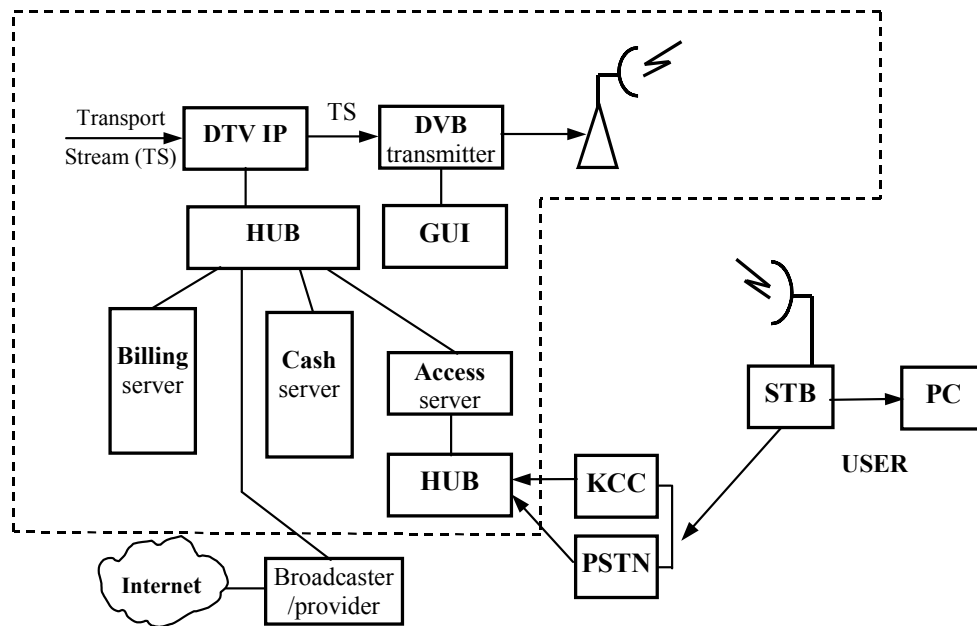 Transport
Stream (TS)
DTV IP
TS
DVB
transmitter
HUB
GUI
Billing
server
Cash
server
Access
server
HUB
KCC
PSTN
STB
PC
USER
Internet
Broadcaster
/provider